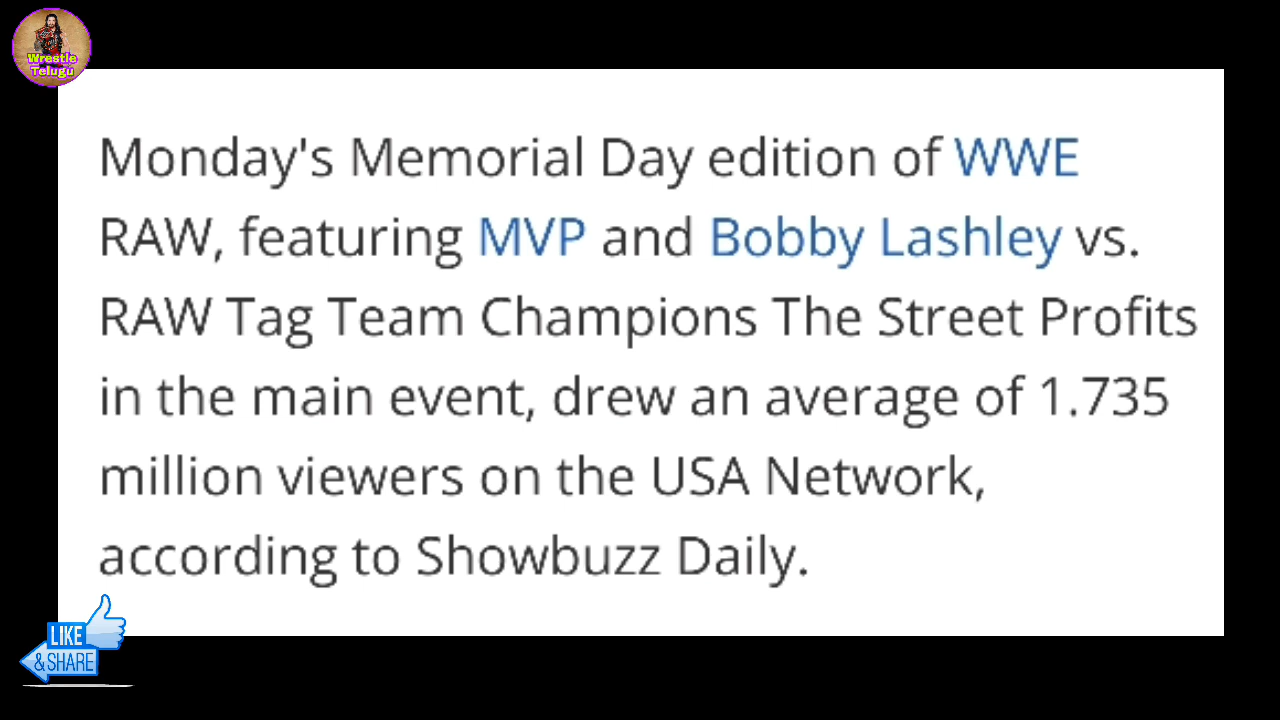 Wrestle
Telugu
Monday's Memorial Day edition of WWE
RAW, featuring MVP and Bobby Lashley vs.
RAW Tag Team Champions The Street Profits
in the main event, drew an average of 1.735
million viewers on the USA Network,
according to Showbuzz Daily.
LIKE
& SHARE